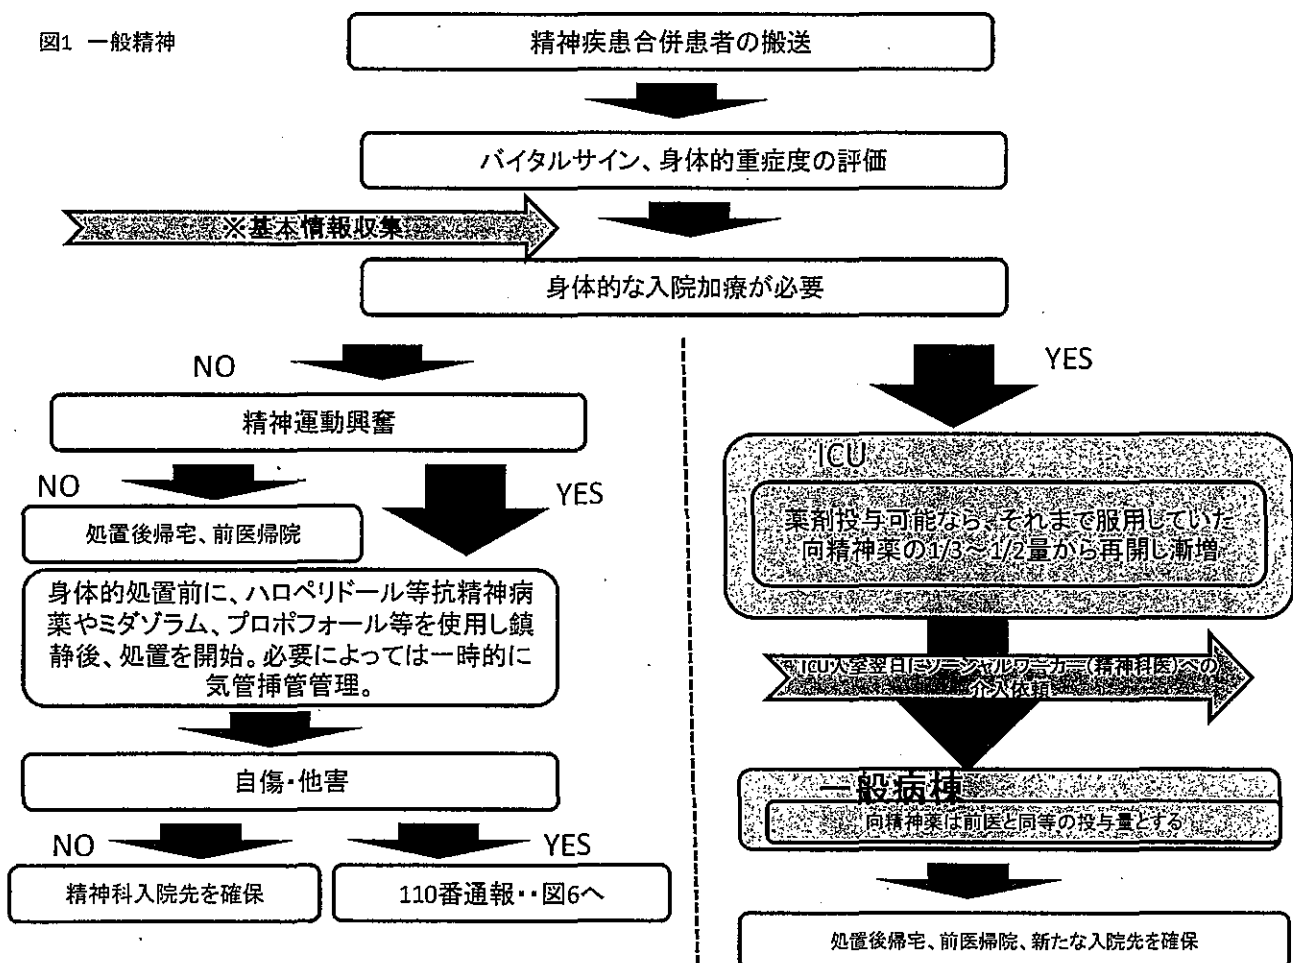 図1 一般精神
精神疾患合併患者の搬送
バイタルサイン、身体的重症度の評価
※基本情報収集
身体的な入院加療が必要
NO
YES
精神運動興奮
NO
YES
処置後帰宅、前医帰院
身体的処置前に、ハロペリドール等抗精神病
薬やミダゾラム、プロポフォール等を使用し鎮
静後、処置を開始。必要によっては一時的に
気管挿管管理。
自傷・他害
NO
YES
精神科入院先を確保
110番通報・・図6へ
ICU
薬剤投与可能なら、それまで服用していた
向精神薬の1/3～1/2量から再開し漸増
ICU入室翌日にソーシャルワーカー(精神科医)への
介入依頼
一般病棟
向精神薬は前医と同等の投与量とする
処置後帰宅、前医帰院、新たな入院先を確保